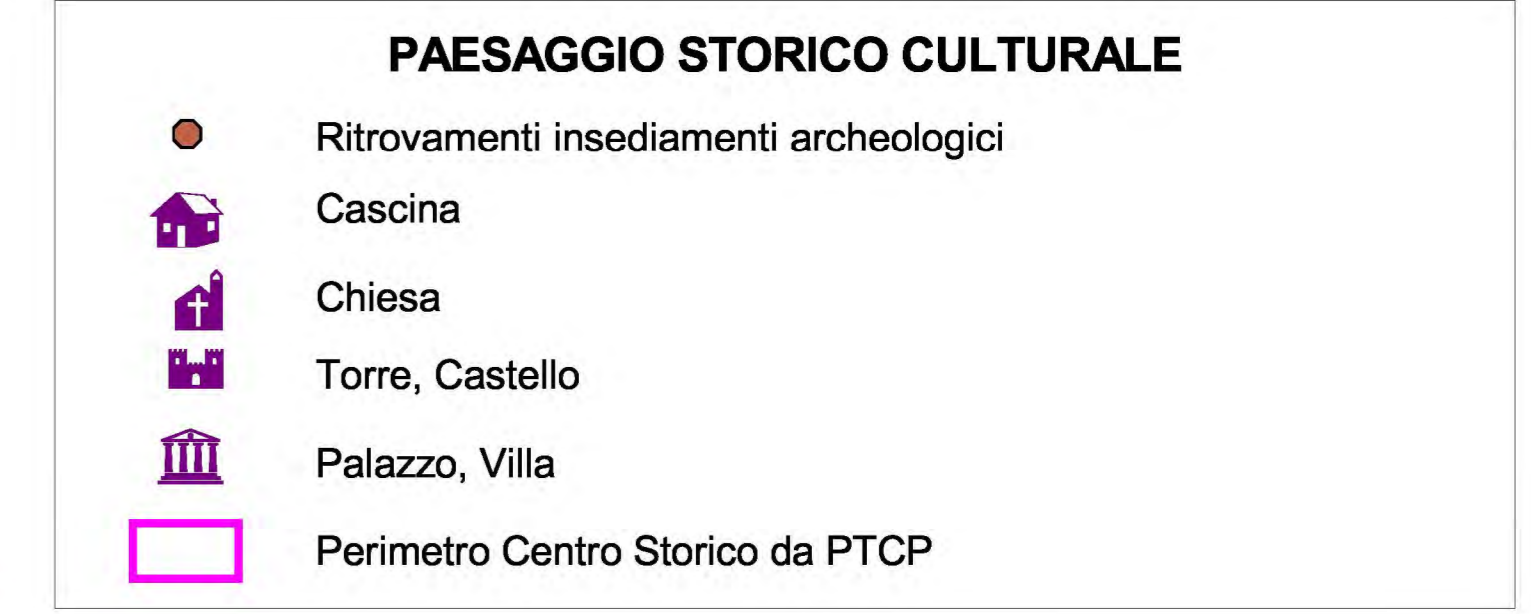 PAESAGGIO STORICO CULTURALE
Ritrovamenti insediamenti archeologici
Cascina
Chiesa
Torre, Castello
Palazzo, Villa
Perimetro Centro Storico da PTCP